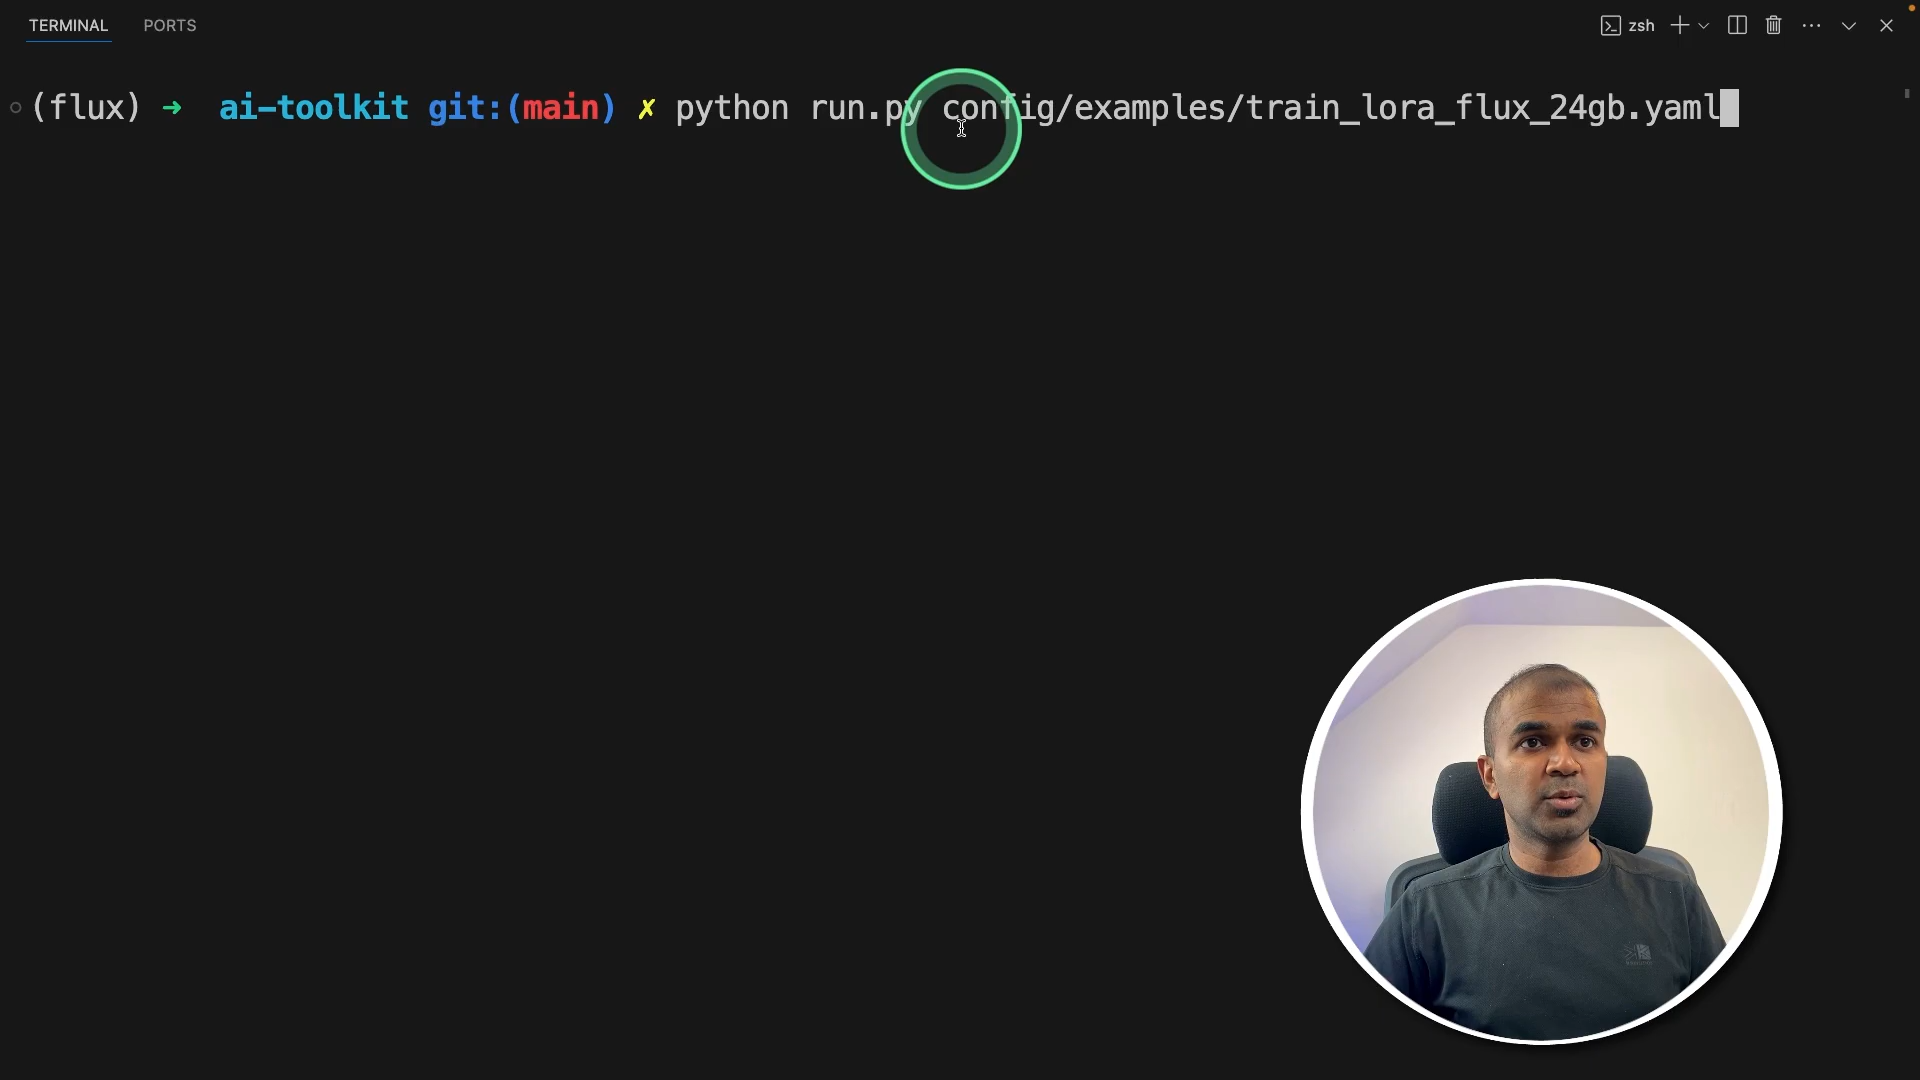 TERMINAL PORTS zsh
(flux) ➜ ai-toolkit git:(main) ✗ python run.py config/examples/train_lora_flux_24gb.yaml